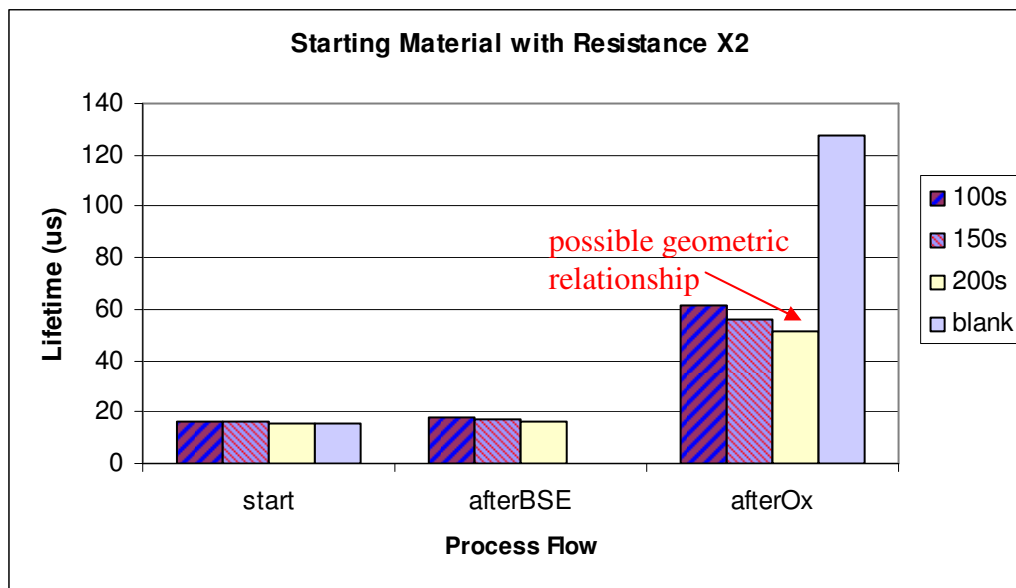 Starting Material with Resistance X2
140
120
100
80
60
40
20
0
Lifetime (us)
possible geometric
relationship
start
afterBSE
afterOx
Process Flow
100s
150s
200s
blank